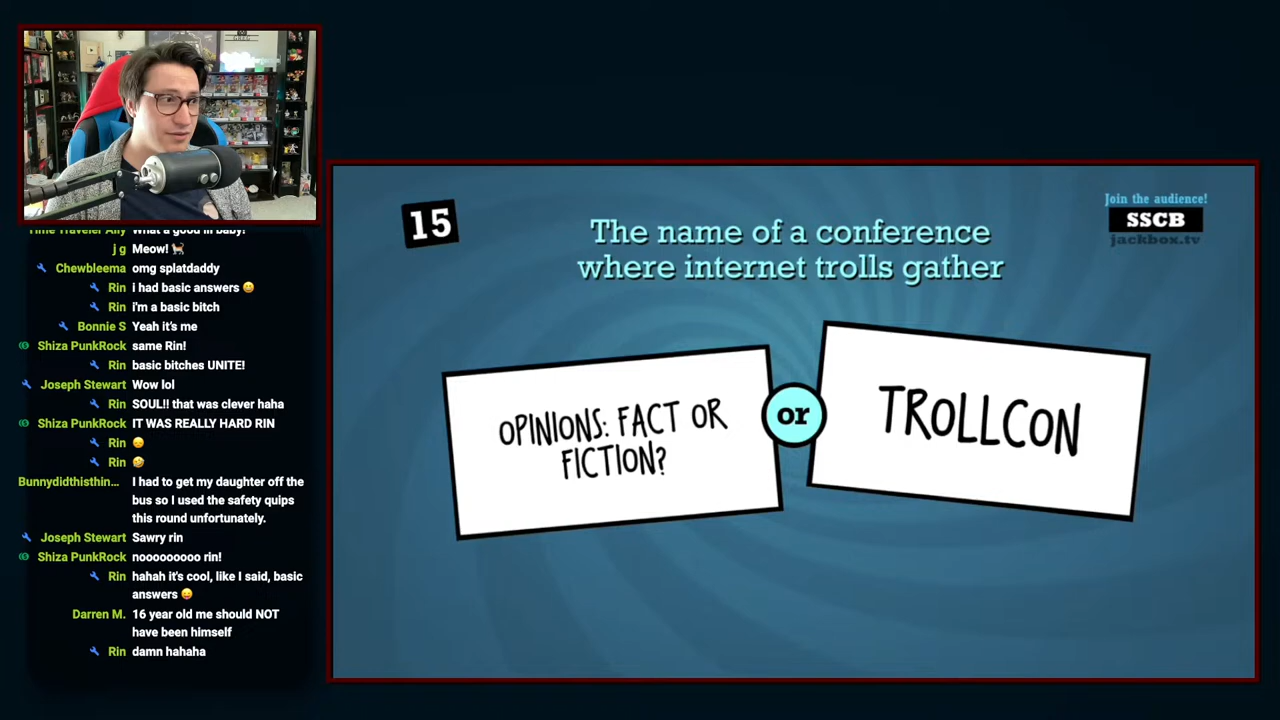 Time Traveler Ally What a good lil baby!
j g Meow! 🐈
Chewbleema omg splatdaddy
Rin i had basic answers 😀
Rin i'm a basic bitch
Bonnie S Yeah it's me
Shiza PunkRock same Rin!
Rin basic bitches UNITE!
Joseph Stewart Wow lol
Rin SOUL!! that was clever haha
Shiza PunkRock IT WAS REALLY HARD RIN
Rin 😔
Rin 🤣
Bunnydidthisthin... I had to get my daughter off the
bus so I used the safety quips
this round unfortunately.
Joseph Stewart Sawry rin
Shiza PunkRock nooooooooo rin!
Rin hahah it's cool, like I said, basic
answers 😛
Darren M. 16 year old me should NOT
have been himself
Rin damn hahaha
15
The name of a conference
where internet trolls gather
Join the audience!
SSCB
jackbox.tv
OPINIONS: FACT OR
FICTION?
or
TROLLCON